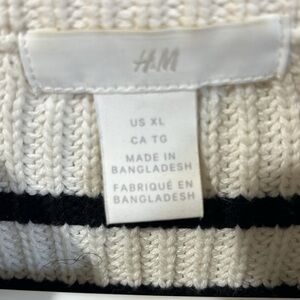 H&M
US XL
CA TG
MADE IN
BANGLADESH
FABRIQUÉ EN
BANGLADESH